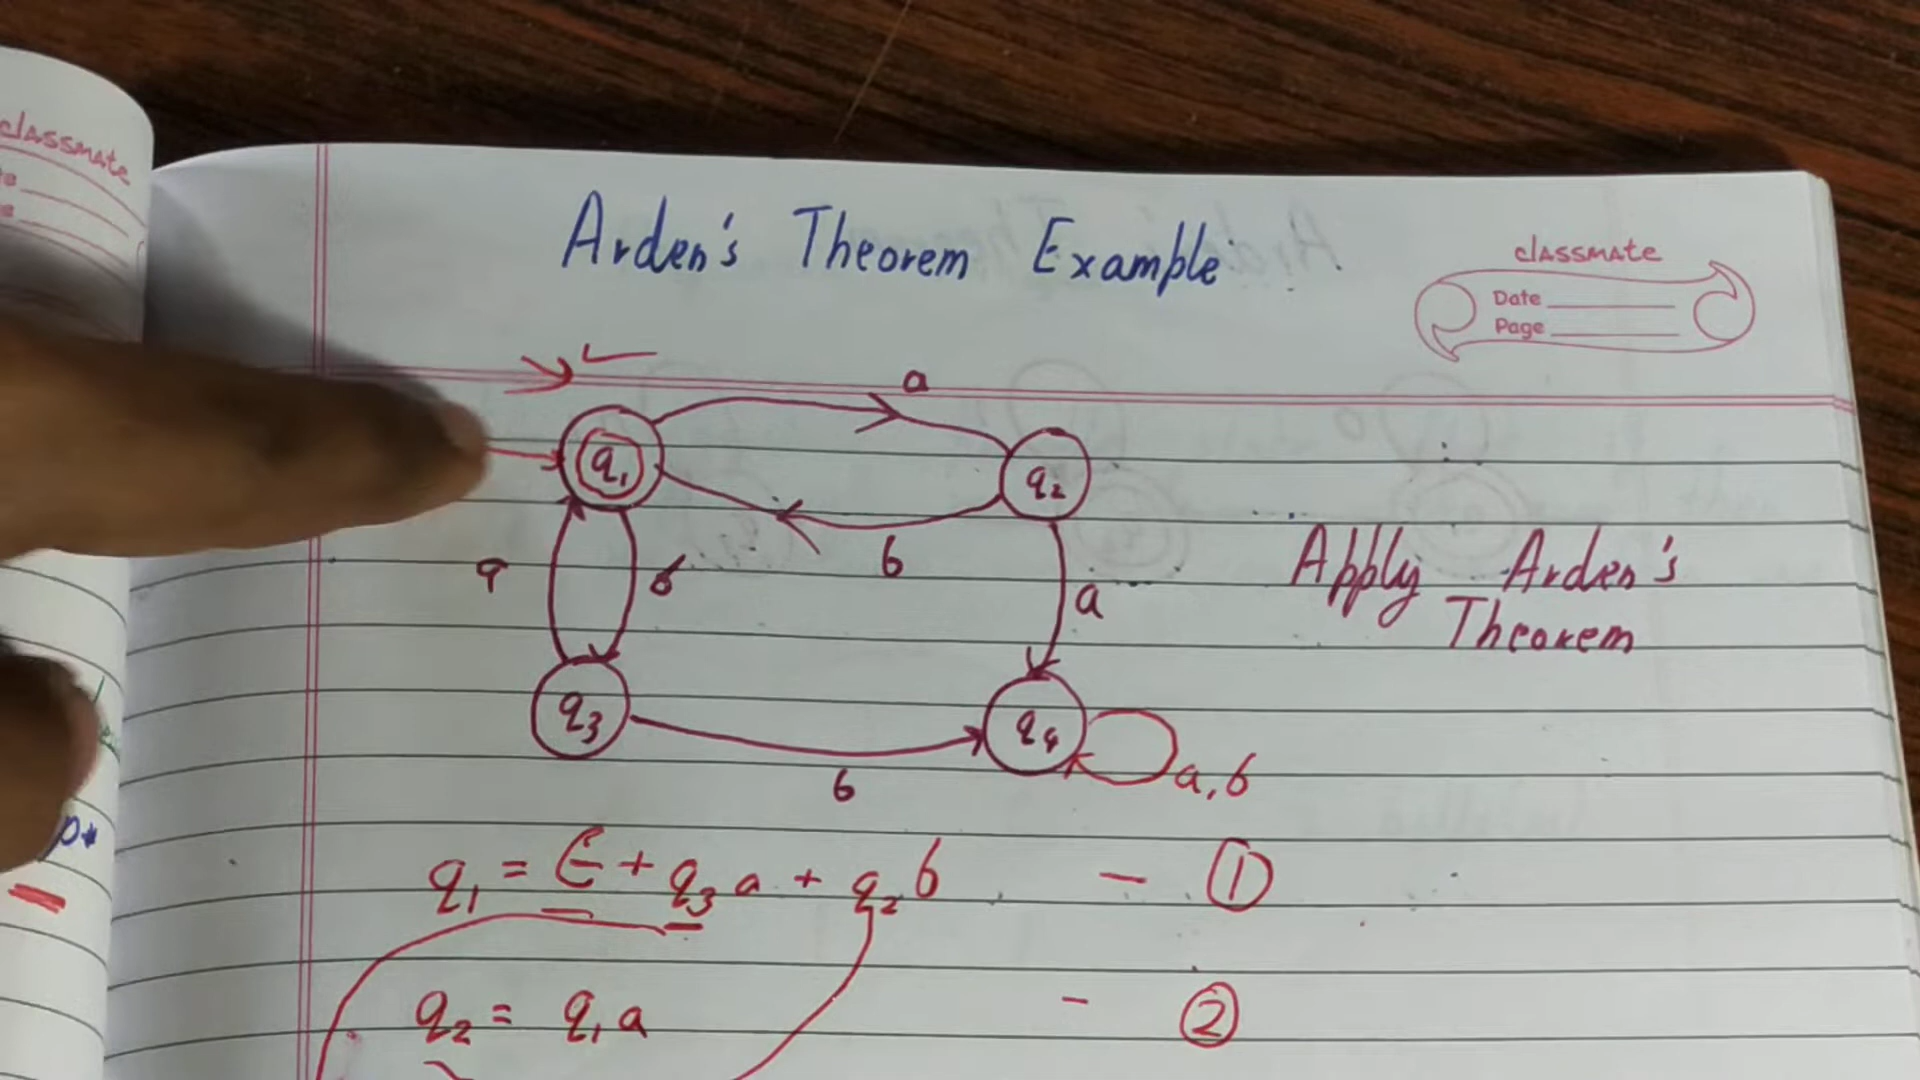 classmate
Arden's Theorem Example
classmate
Date
Page
a
q₁
q₂
b
Apply Arden's
Theorem
a
b
a
q₃
q₄
a,b
b
q₁ = ε + q₃a + q₂b - ①
q₂ = q₁a - ②